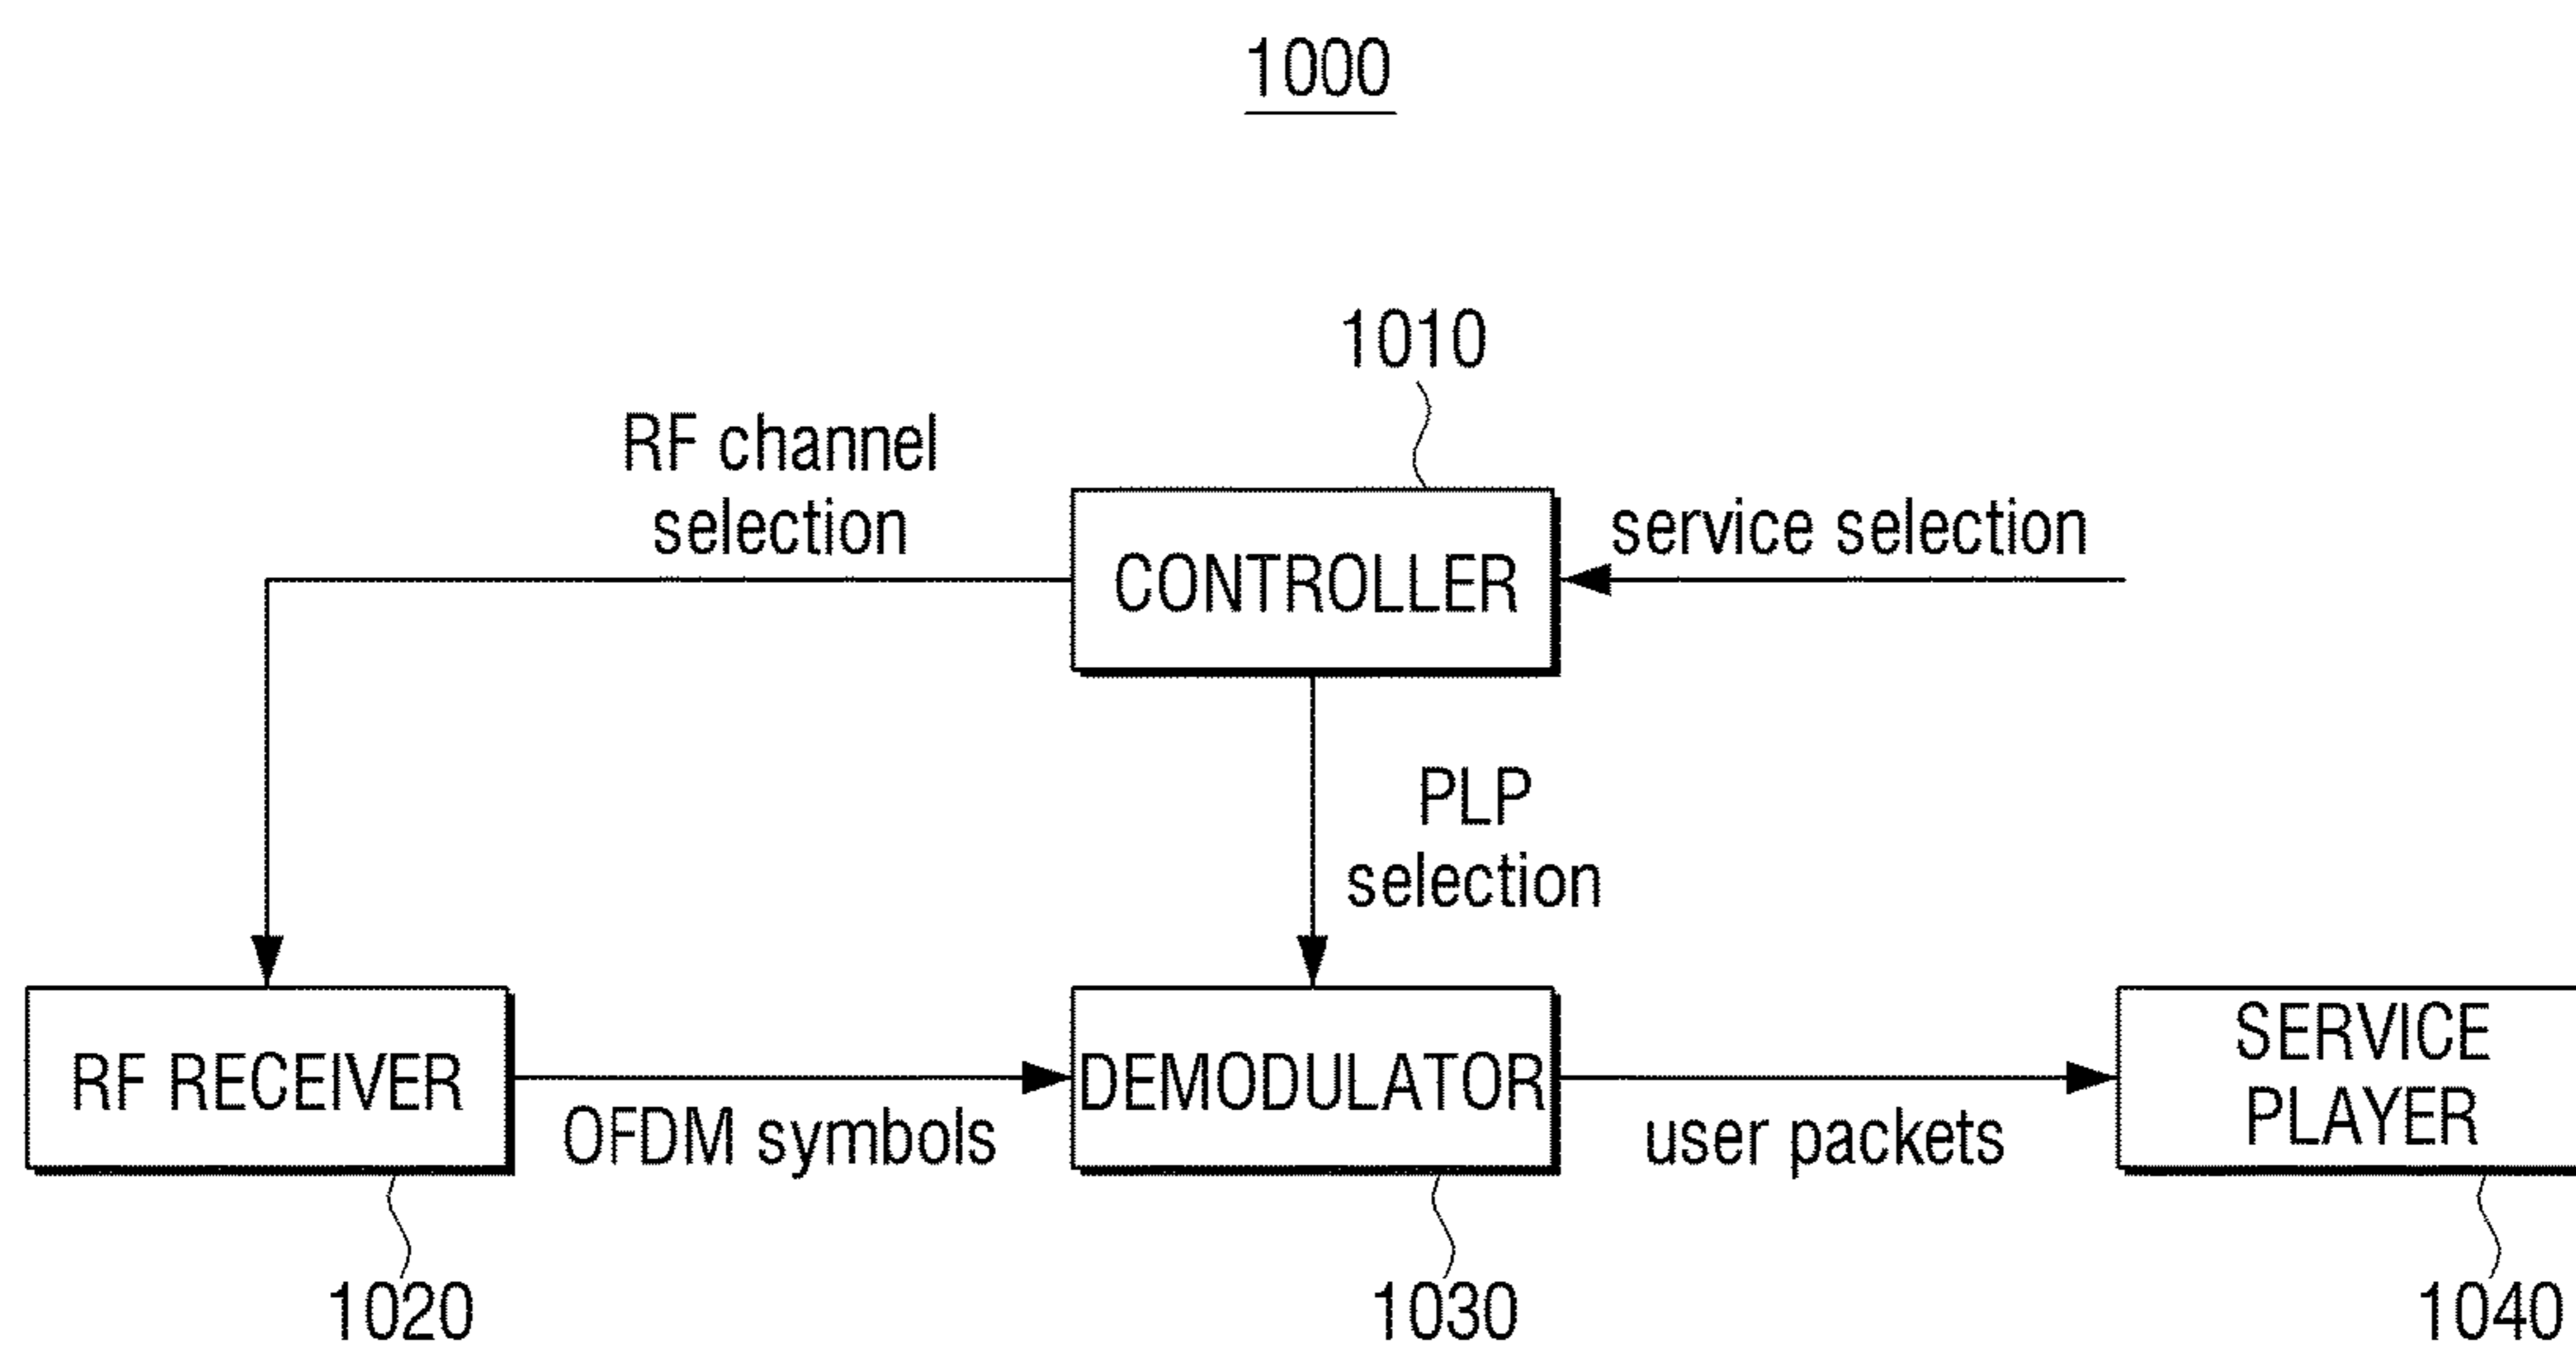 1000
1010
RF channel
selection
CONTROLLER
service selection
PLP
selection
RF RECEIVER
OFDM symbols
DEMODULATOR
user packets
SERVICE
PLAYER
1020
1030
1040